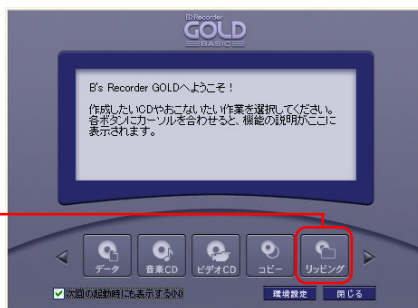 B's Recorder
GOLD
BASIC
B's Recorder GOLDへようこそ！
作成したいCDやおこないたい作業を選択してください。
各ボタンにカーソルを合わせると、機能の説明がここに
表示されます。
データ
音楽CD
ビデオCD
コピー
リッピング
次回の起動時にも表示する(N)
環境設定
閉じる